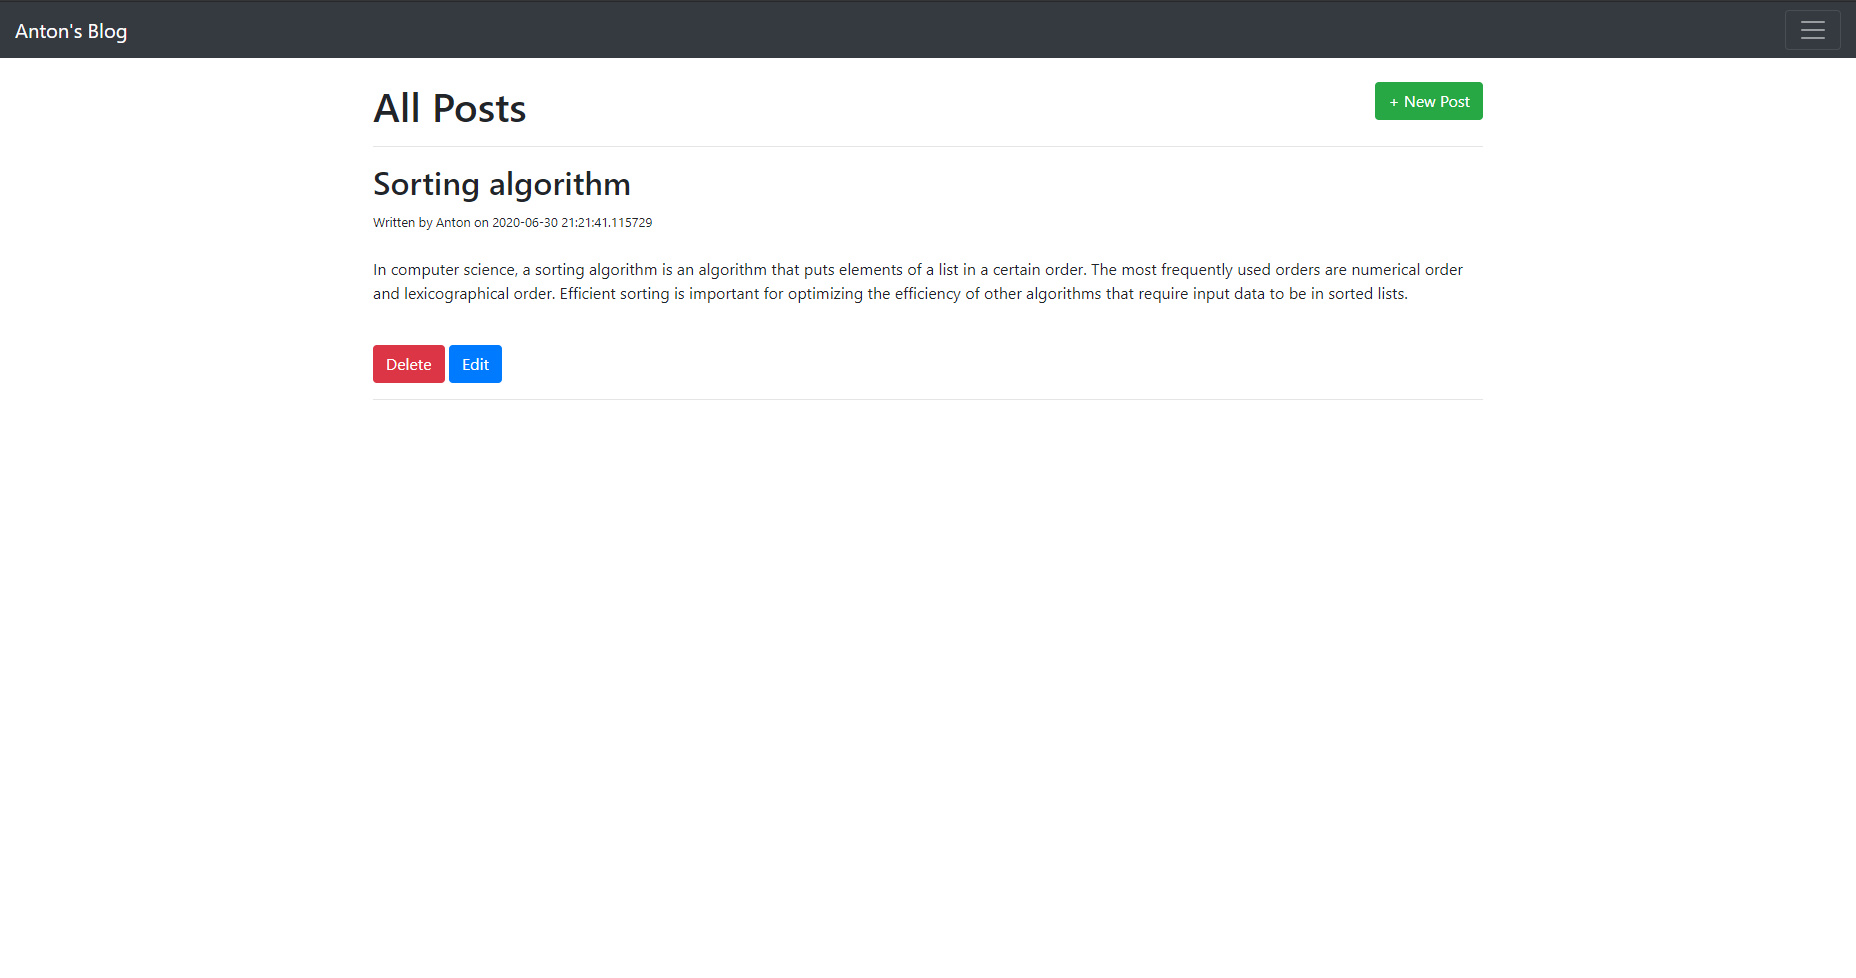 Anton's Blog
All Posts
+ New Post
Sorting algorithm
Written by Anton on 2020-06-30 21:21:41.115729
In computer science, a sorting algorithm is an algorithm that puts elements of a list in a certain order. The most frequently used orders are numerical order
and lexicographical order. Efficient sorting is important for optimizing the efficiency of other algorithms that require input data to be in sorted lists.
Delete Edit